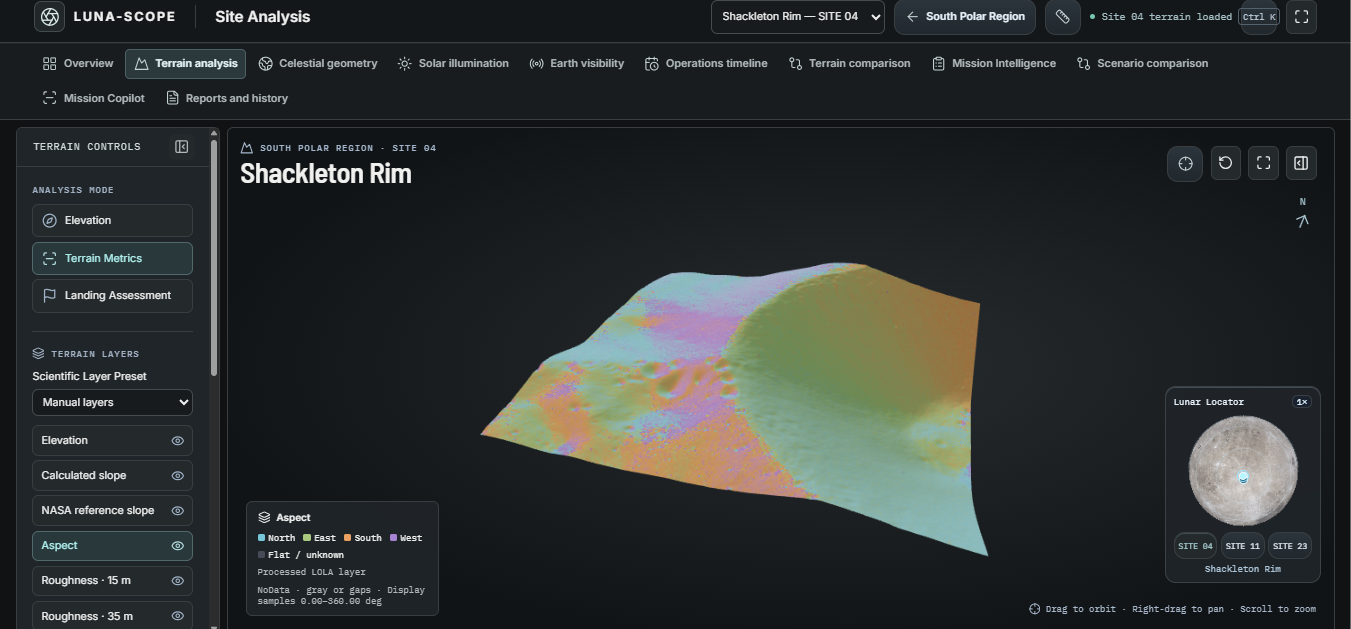 LUNA-SCOPE
Site Analysis
Shackleton Rim — SITE 04
South Polar Region
Site 04 terrain loaded
Ctrl K
Overview
Terrain analysis
Celestial geometry
Solar illumination
Earth visibility
Operations timeline
Terrain comparison
Mission Intelligence
Scenario comparison
Mission Copilot
Reports and history
TERRAIN CONTROLS
ANALYSIS MODE
Elevation
Terrain Metrics
Landing Assessment
TERRAIN LAYERS
Scientific Layer Preset
Manual layers
Elevation
Calculated slope
NASA reference slope
Aspect
Roughness · 15 m
Roughness · 35 m
SOUTH POLAR REGION · SITE 04
Shackleton Rim
N
Aspect
North East South West
Flat / unknown
Processed LOLA layer
NoData · gray or gaps · Display
samples 0.00–360.00 deg
Lunar Locator
1×
SITE 04
SITE 11
SITE 23
Shackleton Rim
Drag to orbit · Right-drag to pan · Scroll to zoom